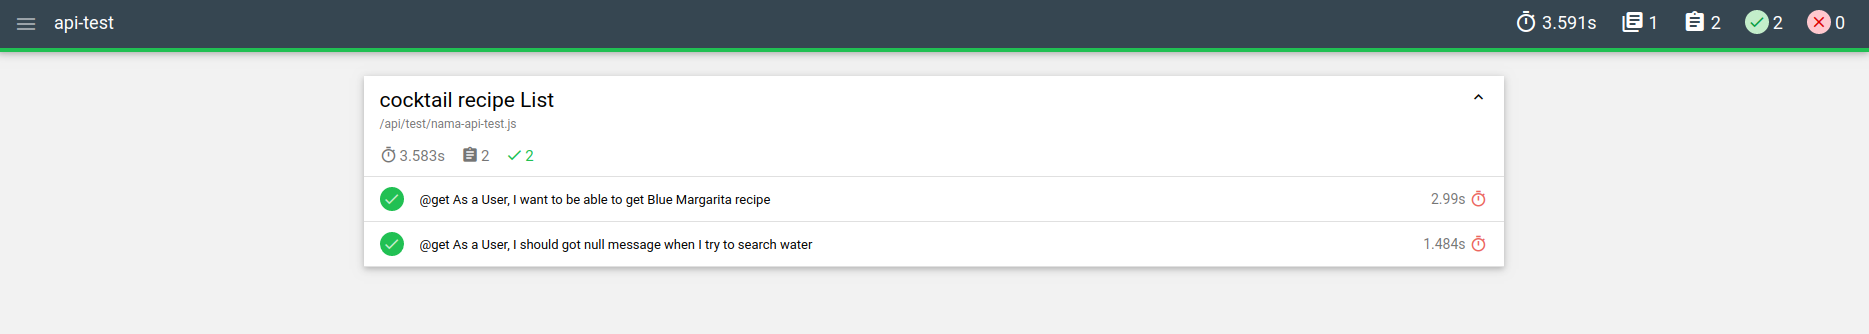 api-test 3.591s 1 2 2 0
cocktail recipe List
/api/test/nama-api-test.js
3.583s 2 2
@get As a User, I want to be able to get Blue Margarita recipe 2.99s
@get As a User, I should got null message when I try to search water 1.484s